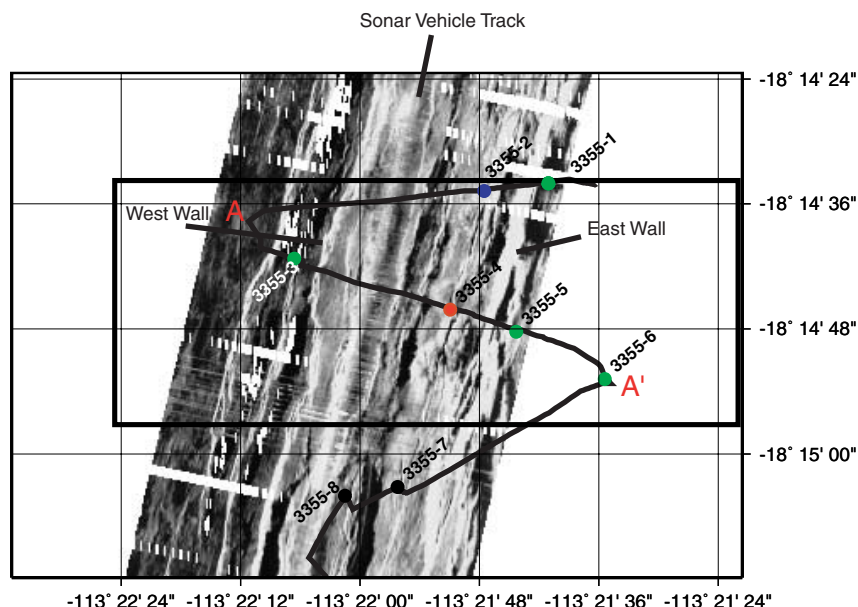 Sonar Vehicle Track
-18° 14' 24"
3355-2
3355-1
-18° 14' 36"
A
West Wall
East Wall
3355-3
3355-4
3355-5
-18° 14' 48"
3355-6
A'
3355-7
-18° 15' 00"
3355-8
-113° 22' 24" -113° 22' 12" -113° 22' 00" -113° 21' 48" -113° 21' 36" -113° 21' 24"